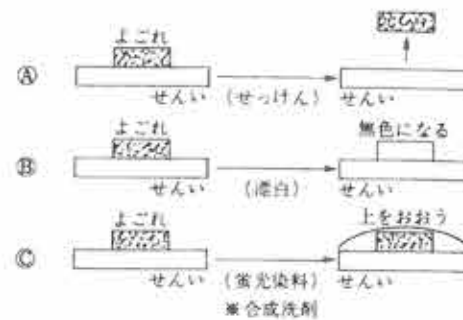 よごれ
Ⓐ
せんい
(せっけん)
せんい
よごれ
無色になる
Ⓑ
せんい
(漂白)
せんい
よごれ
上をおおう
Ⓒ
せんい
(蛍光染料)
せんい
※合成洗剤